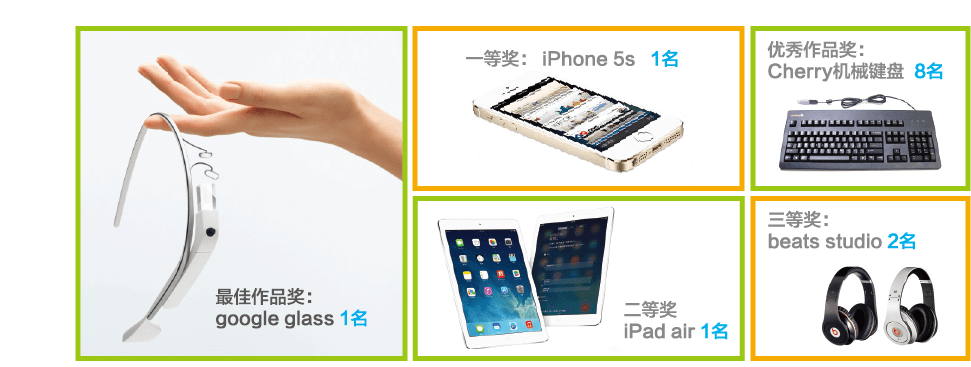 最佳作品奖：
google glass 1名
一等奖： iPhone 5s 1名
二等奖
iPad air 1名
优秀作品奖：
Cherry机械键盘 8名
三等奖：
beats studio 2名